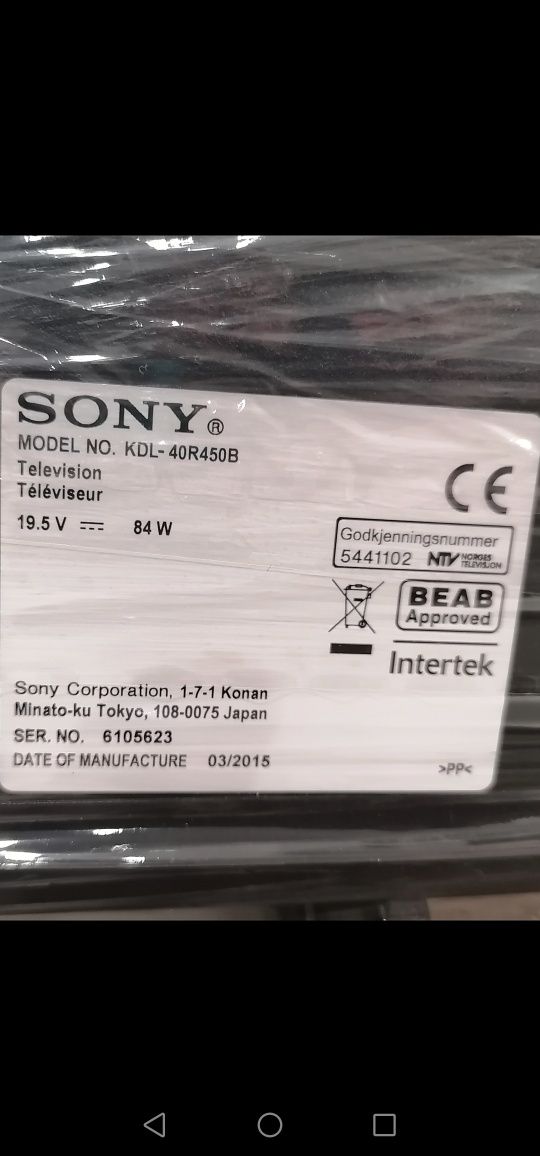 SONY®
MODEL NO. KDL-40R450B
Television
Téléviseur
19.5 V ⎓ 84 W
CE
Godkjenningsnummer
5441102 NTV NORGES TELEVISJON
BEAB
Approved
Intertek
Sony Corporation, 1-7-1 Konan
Minato-ku Tokyo, 108-0075 Japan
SER. NO. 6105623
DATE OF MANUFACTURE 03/2015
>PP<